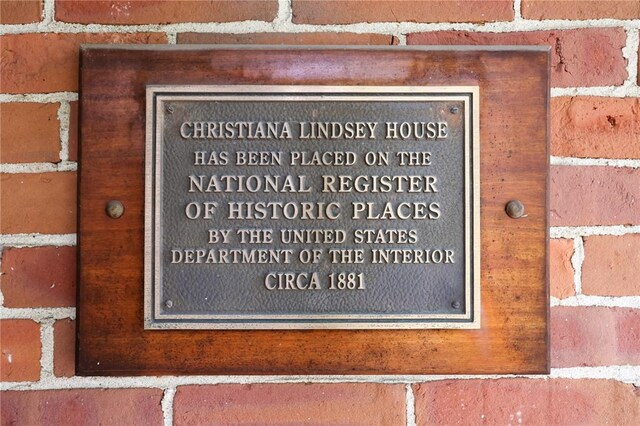 CHRISTIANA LINDSEY HOUSE
HAS BEEN PLACED ON THE
NATIONAL REGISTER
OF HISTORIC PLACES
BY THE UNITED STATES
DEPARTMENT OF THE INTERIOR
CIRCA 1881